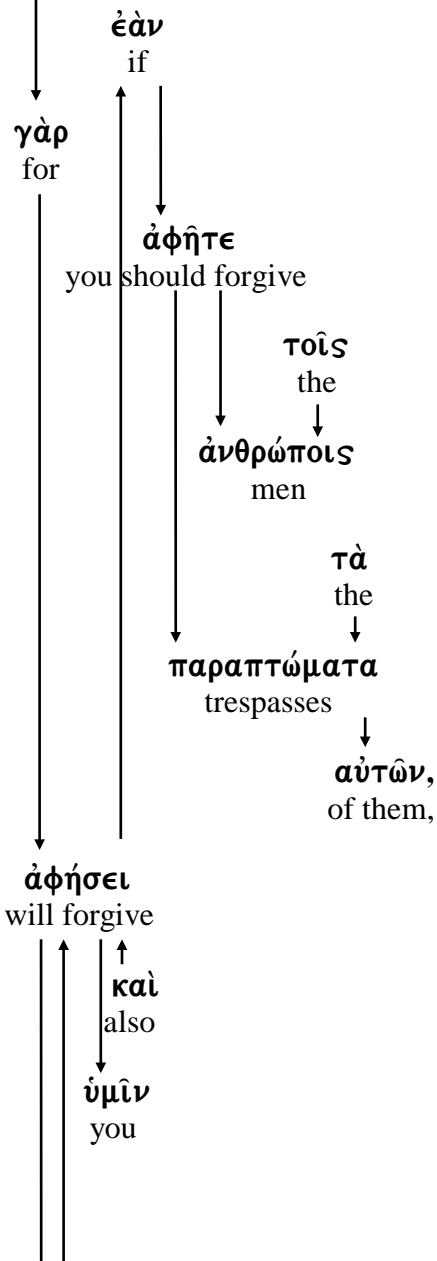 ἐὰν
if
γὰρ
for
ἀφῆτε
you should forgive
τοῖς
the
ἀνθρώποις
men
τὰ
the
παραπτώματα
trespasses
αὐτῶν,
of them,
ἀφήσει
will forgive
καὶ
also
ὑμῖν
you